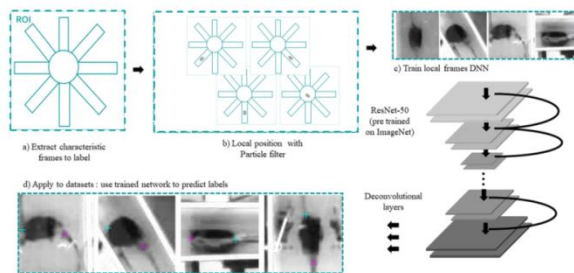 ROI
a) Extract characteristic
frames to label
b) Local position with
Particle filter
c) Train local frames DNN
ResNet-50
(pre trained
on ImageNet)
d) Apply to datasets : use trained network to predict labels
Deconvolutional
layers